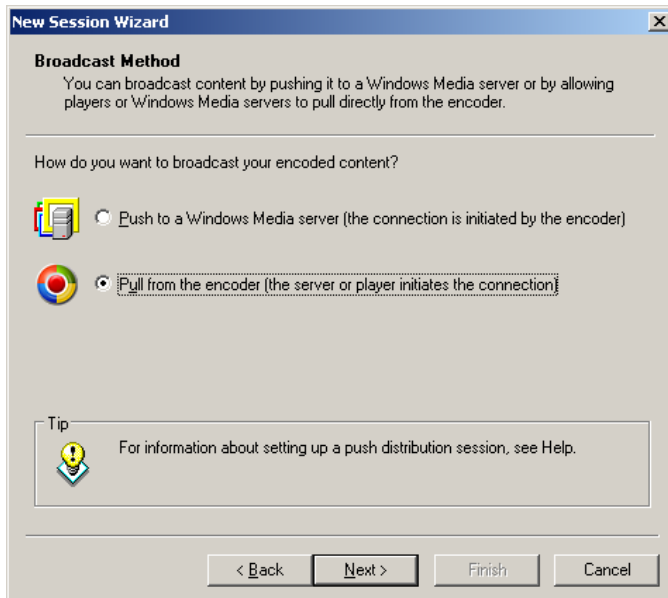 New Session Wizard
Broadcast Method
You can broadcast content by pushing it to a Windows Media server or by allowing
players or Windows Media servers to pull directly from the encoder.
How do you want to broadcast your encoded content?
Push to a Windows Media server (the connection is initiated by the encoder)
Pull from the encoder (the server or player initiates the connection)
Tip
For information about setting up a push distribution session, see Help.
< Back Next > Finish Cancel